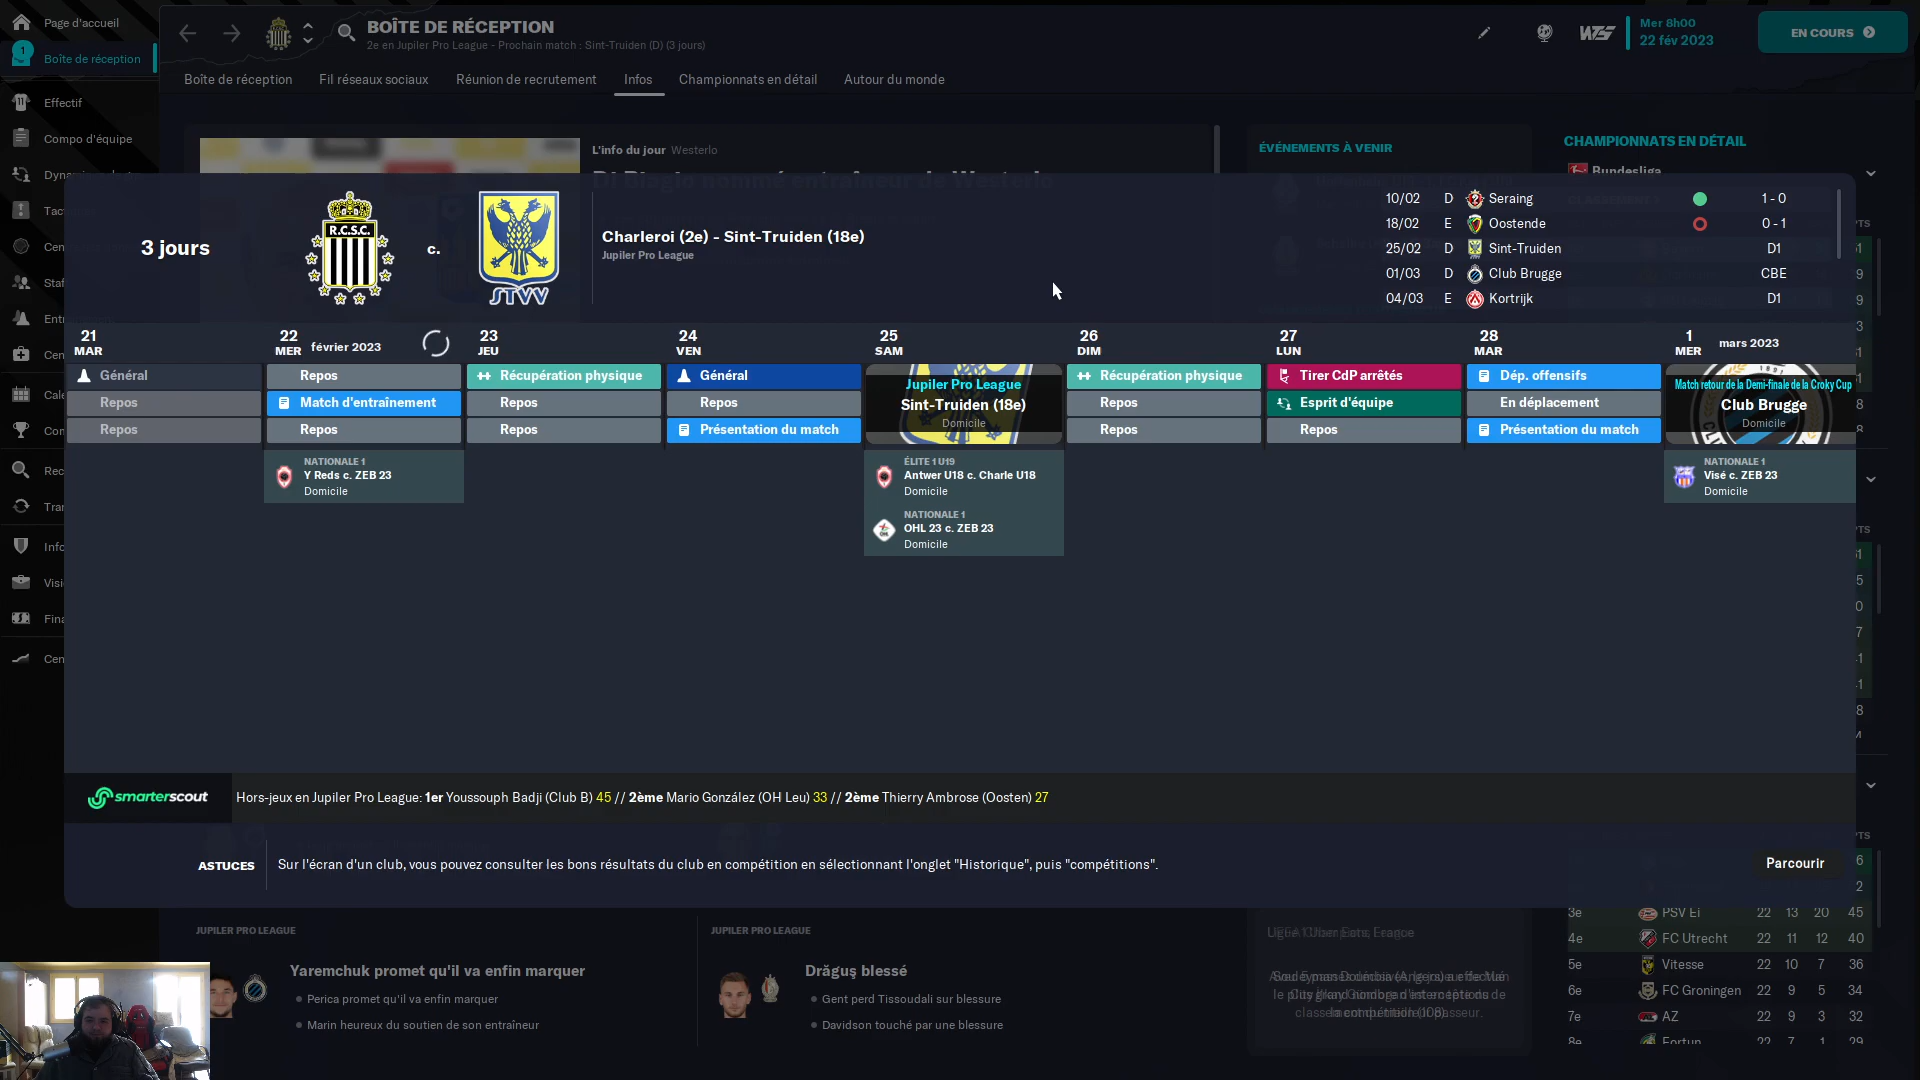 Page d'accueil
1
Boîte de réception
Effectif
Compo d'équipe
BOÎTE DE RÉCEPTION
2e en Jupiler Pro League - Prochain match : Sint-Truiden (D) (3 jours)
Mer 8h00
22 fév 2023
EN COURS
Boîte de réception
Fil réseaux sociaux
Réunion de recrutement
Infos
Championnats en détail
Autour du monde
L'info du jour Westerlo
Di Biagio nommé entraîneur de Westerlo
ÉVÉNEMENTS À VENIR
CHAMPIONNATS EN DÉTAIL
Bundesliga
3 jours
R.C.S.C.
c.
STVV
Charleroi (2e) - Sint-Truiden (18e)
Jupiler Pro League
10/02 D Seraing 1 - 0
18/02 E Oostende 0 - 1
25/02 D Sint-Truiden D1
01/03 D Club Brugge CBE
04/03 E Kortrijk D1
21 MAR
22 MER février 2023
23 JEU
24 VEN
25 SAM
26 DIM
27 LUN
28 MAR
1 MER mars 2023
Général
Repos
Repos
Repos
Match d'entraînement
Repos
Récupération physique
Repos
Repos
Général
Repos
Présentation du match
Jupiler Pro League
Sint-Truiden (18e)
Domicile
Récupération physique
Repos
Repos
Tirer CdP arrêtés
Esprit d'équipe
Repos
Dép. offensifs
En déplacement
Présentation du match
Match retour de la Demi-finale de la Croky Cup
Club Brugge
Domicile
NATIONALE 1
Y Reds c. ZEB 23
Domicile
ÉLITE 1 U19
Antwer U18 c. Charle U18
Domicile
NATIONALE 1
OHL 23 c. ZEB 23
Domicile
NATIONALE 1
Visé c. ZEB 23
Domicile
smarterscout
Hors-jeux en Jupiler Pro League: 1er Youssouph Badji (Club B) 45 // 2ème Mario González (OH Leu) 33 // 2ème Thierry Ambrose (Oosten) 27
ASTUCES
Sur l'écran d'un club, vous pouvez consulter les bons résultats du club en compétition en sélectionnant l'onglet "Historique", puis "compétitions".
Parcourir
JUPILER PRO LEAGUE
Yaremchuk promet qu'il va enfin marquer
Perica promet qu'il va enfin marquer
Marin heureux du soutien de son entraîneur
JUPILER PRO LEAGUE
Drăguş blessé
Gent perd Tissoudali sur blessure
Davidson touché par une blessure
3e PSV Ei 22 13 20 45
4e FC Utrecht 22 11 12 40
5e Vitesse 22 10 7 36
6e FC Groningen 22 9 5 34
7e AZ 22 9 3 32
8e Fortun 22 7 1 29